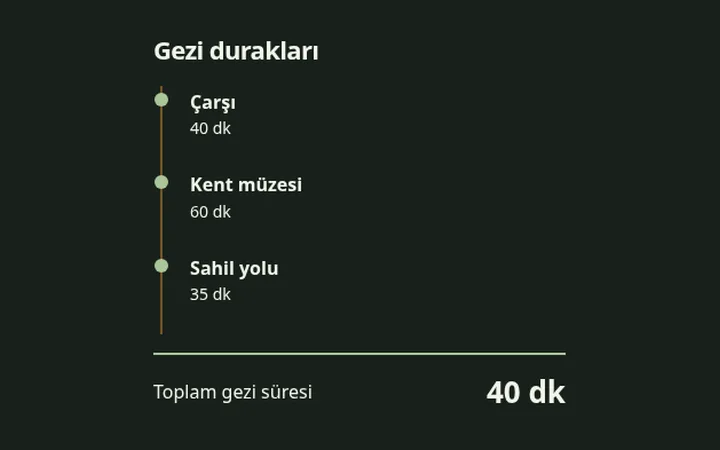 Gezi durakları
Çarşı
40 dk
Kent müzesi
60 dk
Sahil yolu
35 dk
Toplam gezi süresi 40 dk